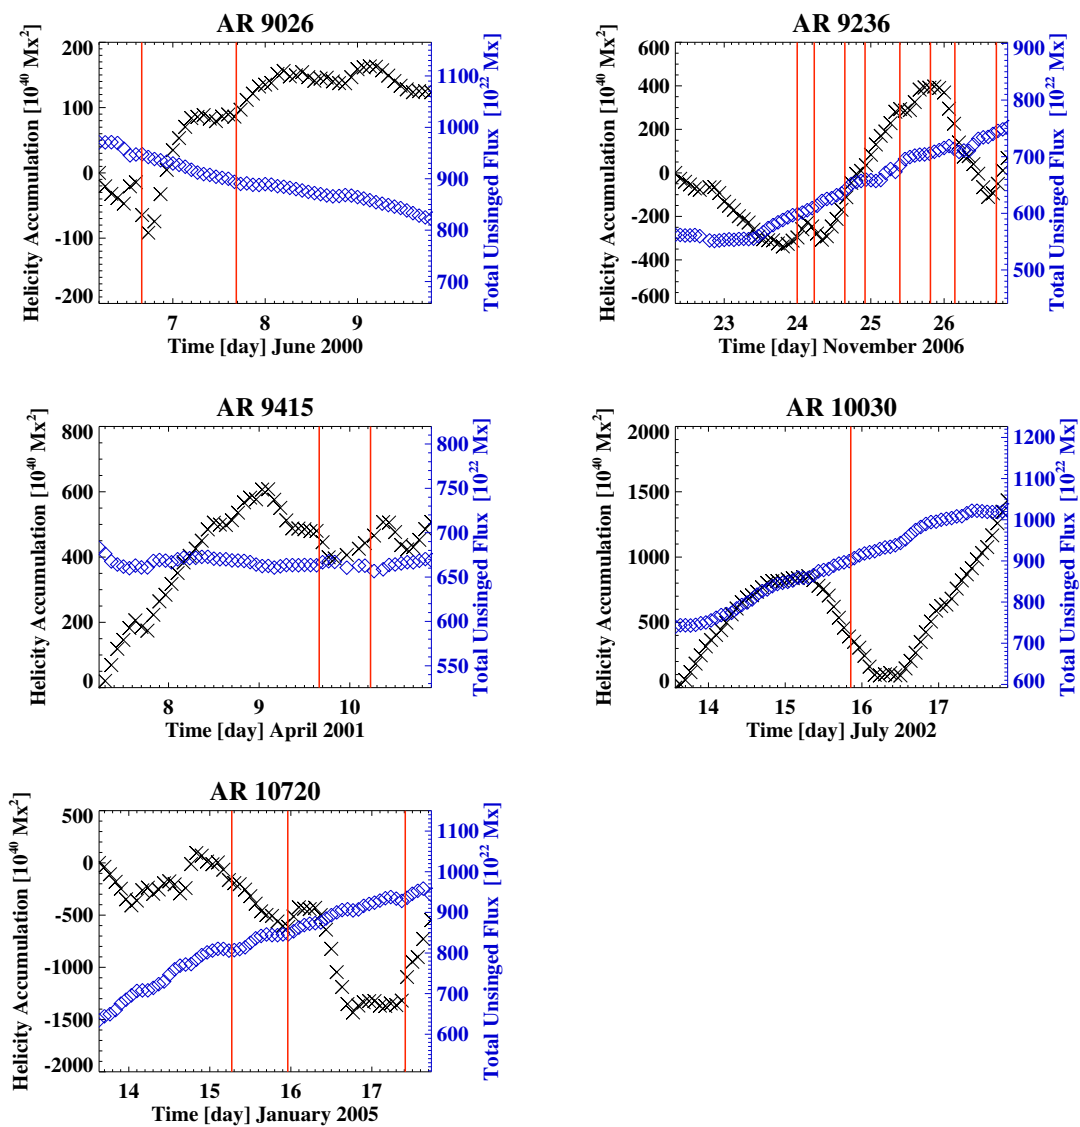 AR 9026
Helicity Accumulation [10^40 Mx^2]
200
100
0
-100
-200
1100
1000
900
800
700
Total Unsinged Flux [10^22 Mx]
7 8 9
Time [day] June 2000
AR 9236
Helicity Accumulation [10^40 Mx^2]
600
400
200
0
-200
-400
-600
900
800
700
600
500
Total Unsinged Flux [10^22 Mx]
23 24 25 26
Time [day] November 2006
AR 9415
Helicity Accumulation [10^40 Mx^2]
800
600
400
200
0
800
750
700
650
600
550
Total Unsinged Flux [10^22 Mx]
8 9 10
Time [day] April 2001
AR 10030
Helicity Accumulation [10^40 Mx^2]
2000
1500
1000
500
0
1200
1000
900
800
700
600
Total Unsinged Flux [10^22 Mx]
14 15 16 17
Time [day] July 2002
AR 10720
Helicity Accumulation [10^40 Mx^2]
500
0
-500
-1000
-1500
-2000
1100
1000
900
800
700
600
Total Unsinged Flux [10^22 Mx]
14 15 16 17
Time [day] January 2005